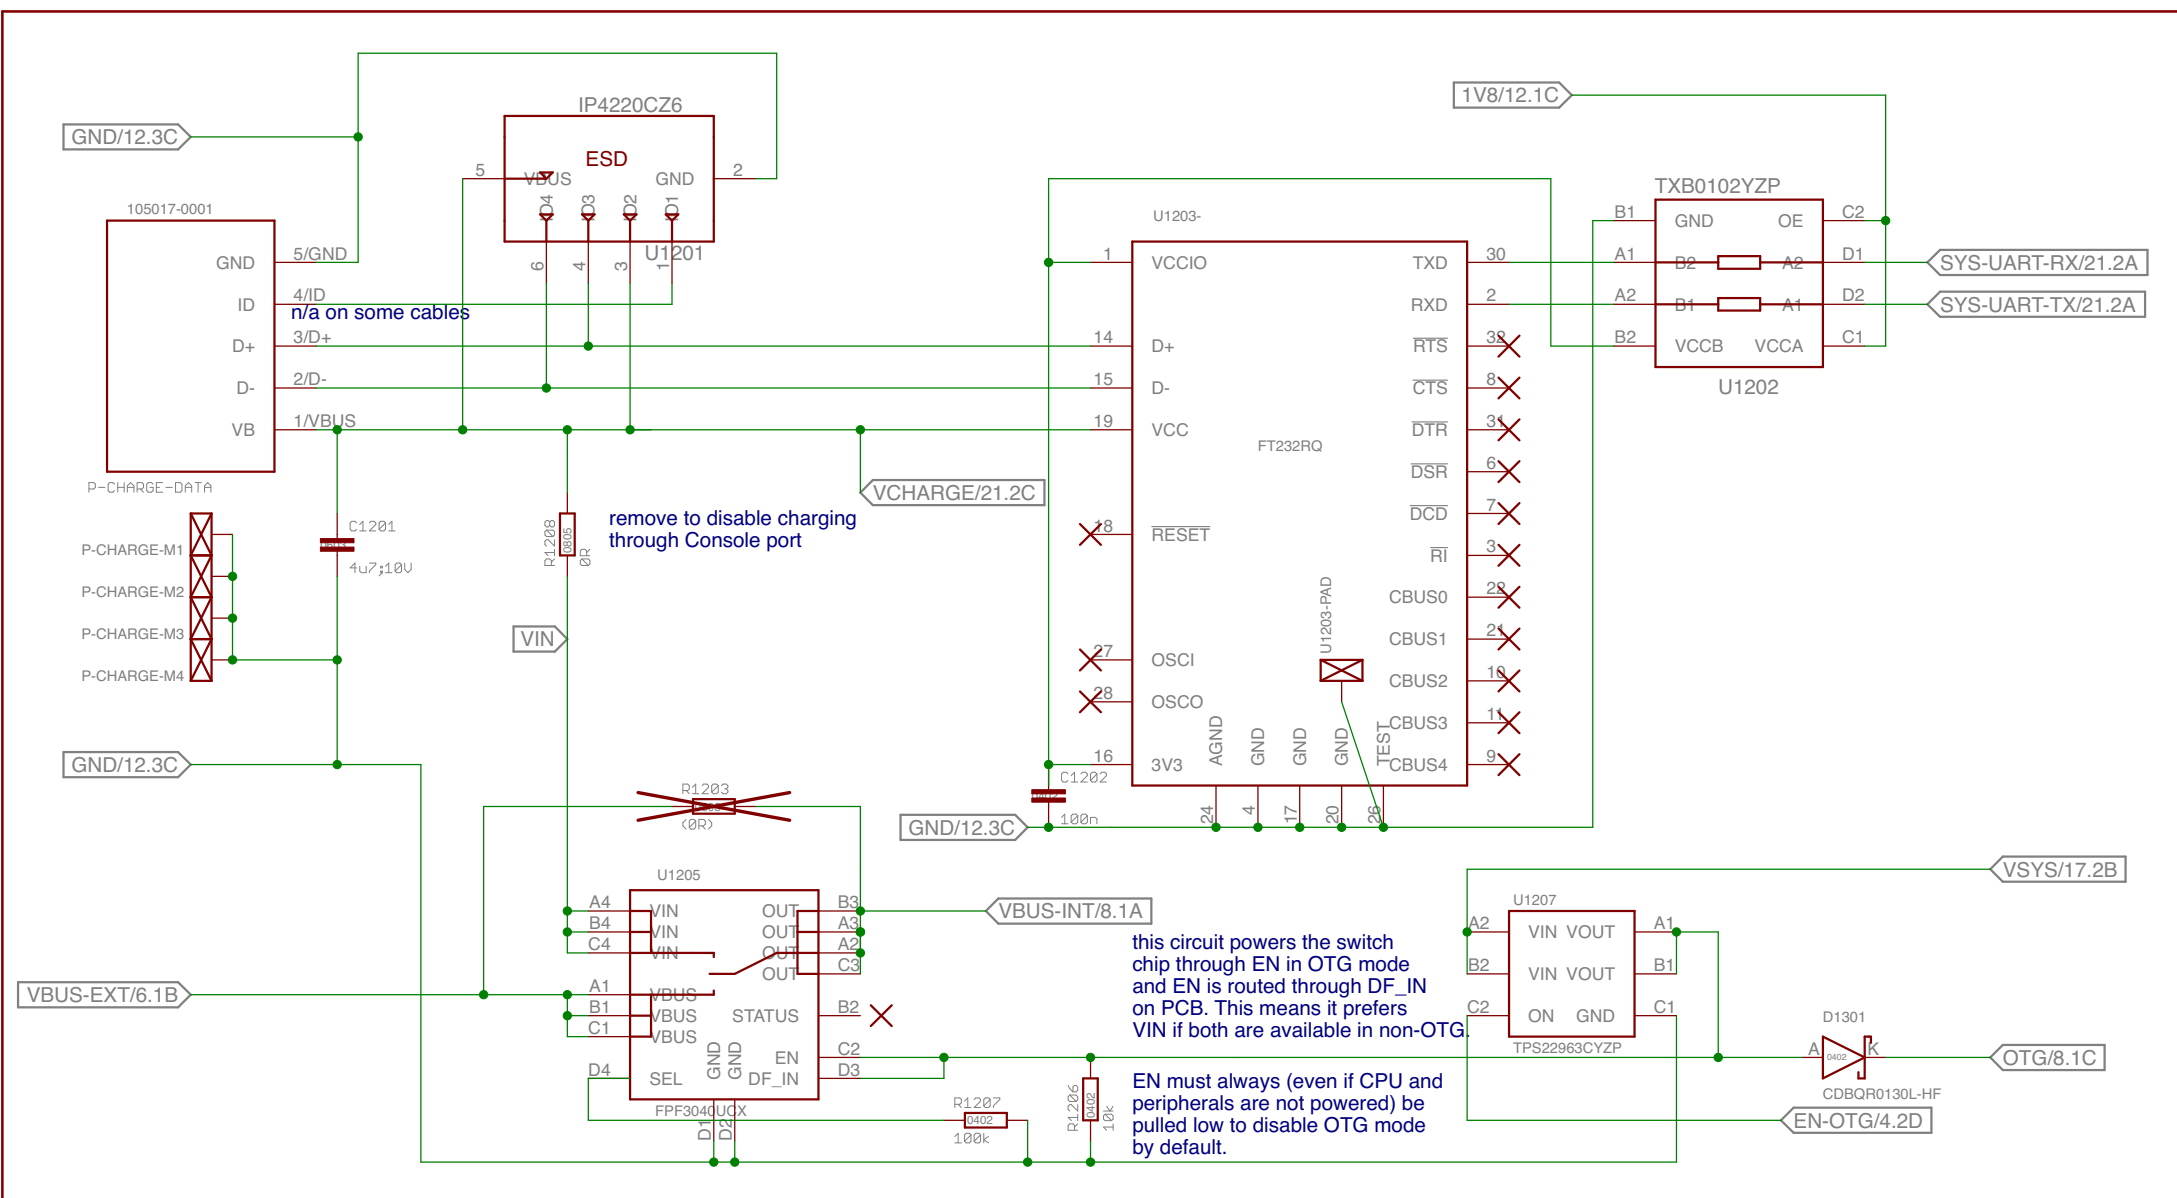 1V8/12.1C
GND/12.3C
IP4220CZ6
ESD
5
VBUS
GND
2
D4
D3
D2
D1
U1201
6
4
3
1
105017-0001
GND
5/GND
ID
4/ID
n/a on some cables
D+
3/D+
D-
2/D-
VB
1/VBUS
P-CHARGE-DATA
P-CHARGE-M1
P-CHARGE-M2
P-CHARGE-M3
P-CHARGE-M4
C1201
4u7;10V
R1208
0805
0R
remove to disable charging
through Console port
VCHARGE/21.2C
VIN
GND/12.3C
U1203-
1
VCCIO
14
D+
15
D-
19
VCC
FT232RQ
18
RESET
27
OSCI
28
OSCO
16
3V3
TXD
30
RXD
2
RTS
32
CTS
8
DTR
31
DSR
6
DCD
7
RI
3
CBUS0
22
CBUS1
21
CBUS2
10
CBUS3
11
CBUS4
9
U1203-PAD
AGND
GND
GND
GND
TEST
24
4
17
20
26
C1202
100n
GND/12.3C
TXB0102YZP
B1
GND
OE
C2
A1
B2
A2
D1
A2
B1
A1
D2
B2
VCCB
VCCA
C1
U1202
SYS-UART-RX/21.2A
SYS-UART-TX/21.2A
R1203
(0R)
U1205
A4
VIN
OUT
B3
B4
VIN
OUT
A3
C4
VIN
OUT
A2
OUT
C3
A1
VBUS
B1
VBUS
STATUS
B2
C1
VBUS
GND
GND
EN
C2
D4
SEL
DF_IN
D3
FPF3040UCX
D1
D2
VBUS-EXT/6.1B
VBUS-INT/8.1A
R1207
0402
100k
R1206
0402
10k
this circuit powers the switch
chip through EN in OTG mode
and EN is routed through DF_IN
on PCB. This means it prefers
VIN if both are available in non-OTG.
EN must always (even if CPU and
peripherals are not powered) be
pulled low to disable OTG mode
by default.
VSYS/17.2B
U1207
A2
VIN
VOUT
A1
B2
VIN
VOUT
B1
C2
ON
GND
C1
TPS22963CYZP
D1301
A
0402
K
CDBQR0130L-HF
OTG/8.1C
EN-OTG/4.2D